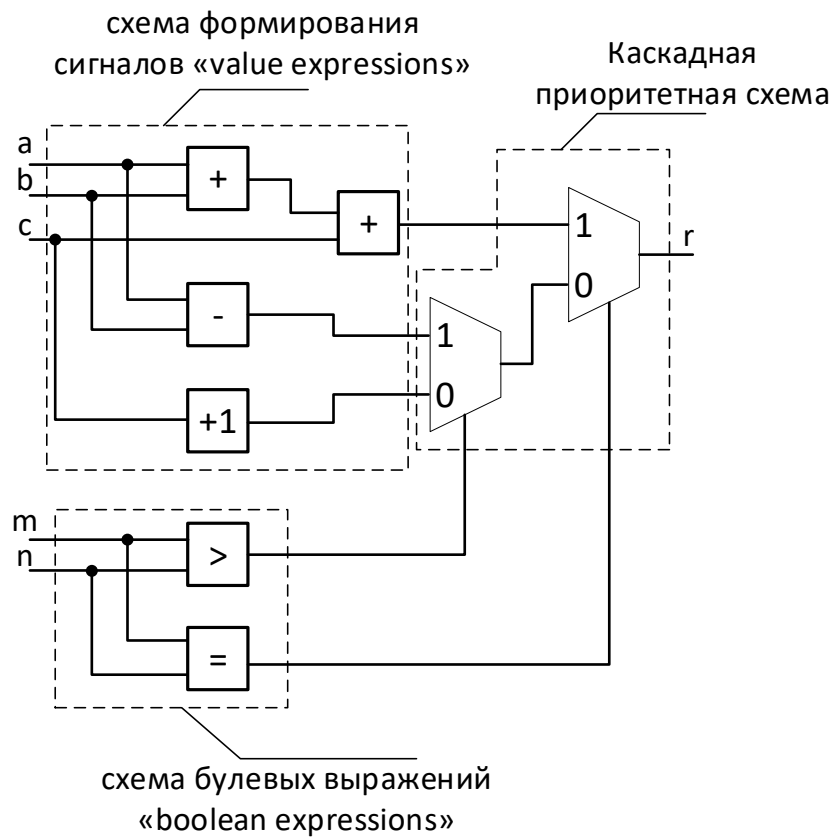 схема формирования
сигналов «value expressions»
Каскадная
приоритетная схема
a
b
c
+
+
-
+1
1
0
1
0
r
m
n
>
=
схема булевых выражений
«boolean expressions»